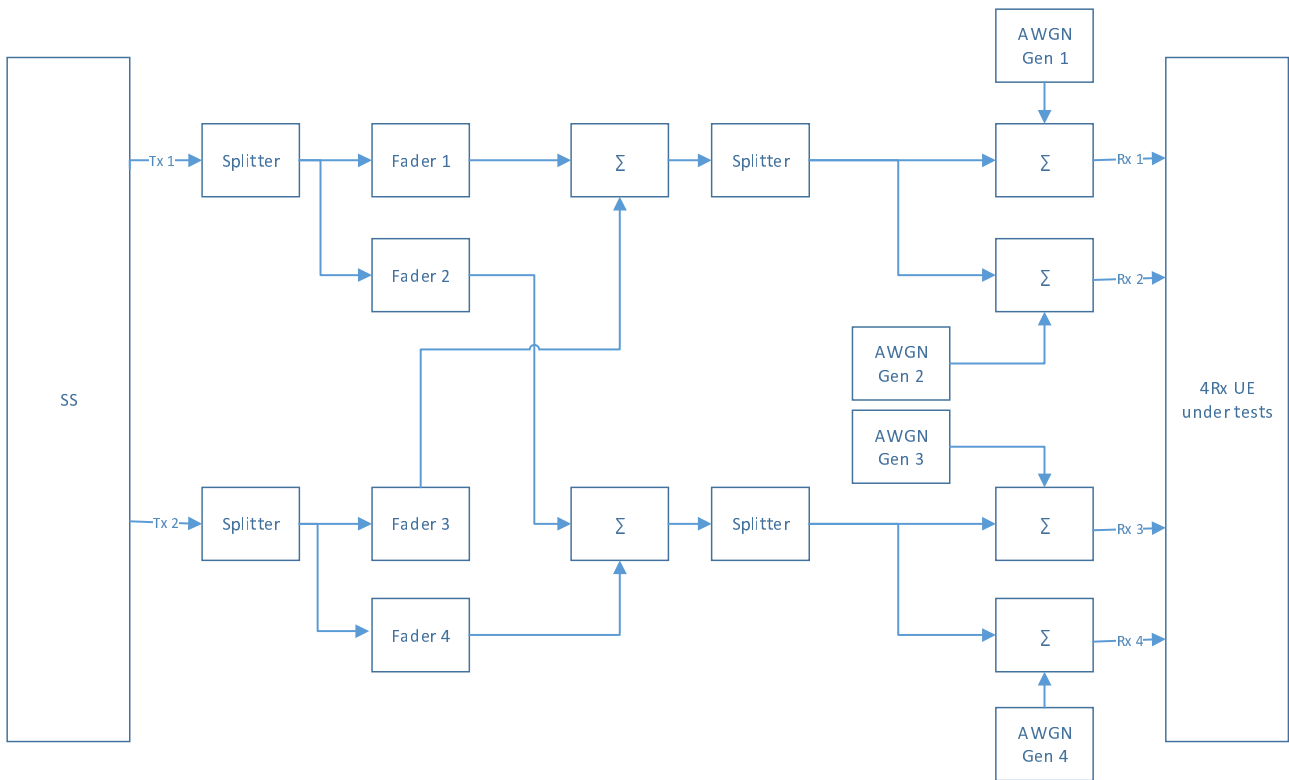 AWGN
Gen 1
Tx 1
Splitter
Fader 1
∑
Splitter
∑
Rx 1
Fader 2
∑
Rx 2
AWGN
Gen 2
SS
4Rx UE
under tests
AWGN
Gen 3
Tx 2
Splitter
Fader 3
∑
Splitter
∑
Rx 3
Fader 4
∑
Rx 4
AWGN
Gen 4